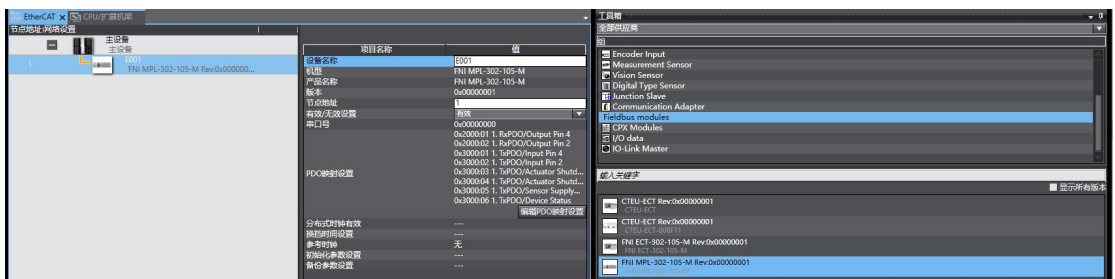 EtherCAT
CPU/扩展机架
节点地址|网络设置
主设备
主设备
1
E001
FNI MPL-302-105-M Rev:0x000000...
项目名称 值
设备名称 E001
机型 FNI MPL-302-105-M
产品名称 FNI MPL-302-105-M
版本 0x00000001
节点地址 1
有效/无效设置 有效
串口号 0x00000000
PDO映射设置
0x2000:01 1. RxPDO/Output Pin 4
0x2000:02 1. RxPDO/Output Pin 2
0x3000:01 1. TxPDO/Input Pin 4
0x3000:02 1. TxPDO/Input Pin 2
0x3000:03 1. TxPDO/Actuator Shutd...
0x3000:04 1. TxPDO/Actuator Shutd...
0x3000:05 1. TxPDO/Sensor Supply...
0x3000:06 1. TxPDO/Device Status
编辑PDO映射设置
分布式时钟有效 ---
换挡时间设置 ---
参考时钟 无
初始化参数设置 ---
备份参数设置 ---
工具箱
全部供应商
组
Encoder Input
Measurement Sensor
Vision Sensor
Digital Type Sensor
Junction Slave
Communication Adapter
Fieldbus modules
CPX Modules
I/O data
IO-Link Master
输入关键字
显示所有版本
CTEU-ECT Rev:0x00000001
CTEU-ECT
CTEU-ECT Rev:0x00000001
CTEU-ECT-008F11
FNI ECT-302-105-M Rev:0x00000001
FNI ECT-302-105-M
FNI MPL-302-105-M Rev:0x00000001
FNI MPL-302-105-M